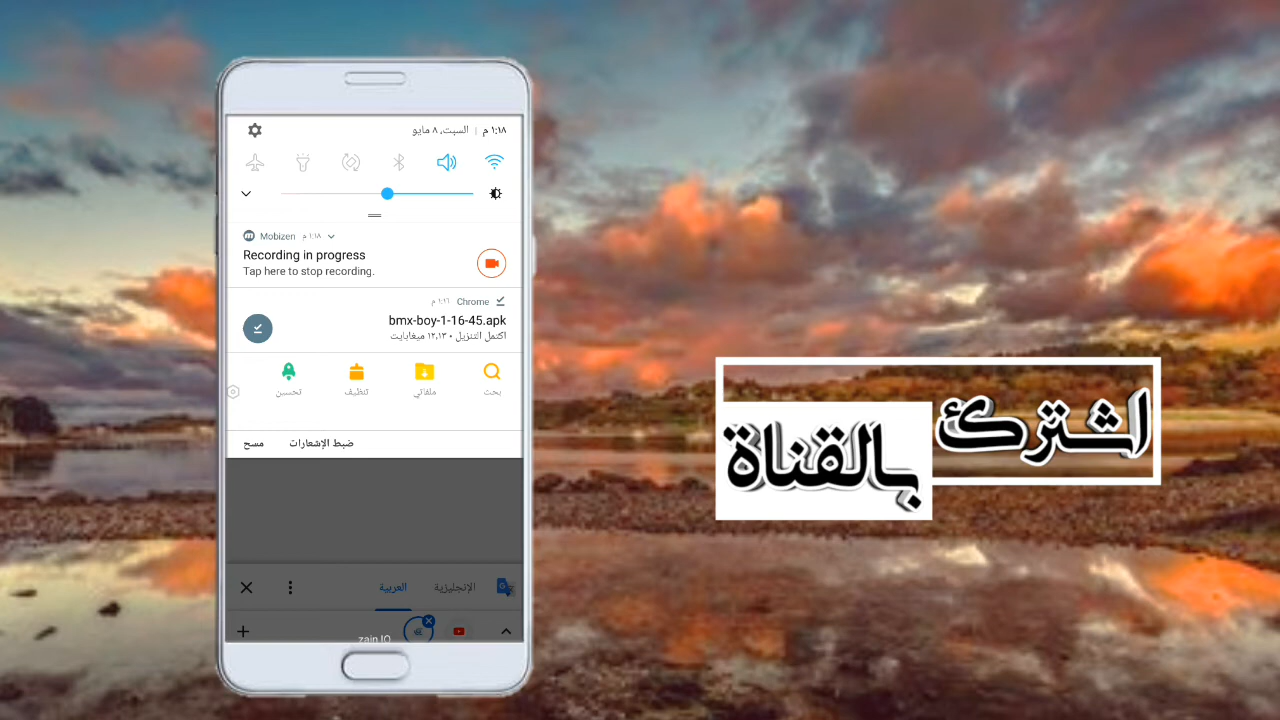 ١:١٨ م | السبت، ٨ مايو
Mobizen ١:١٨ م
Recording in progress
Tap here to stop recording.
Chrome ١:١٦ م
bmx-boy-1-16-45.apk
اكتمل التنزيل • ١٢,١٣ ميغابايت
بحث ملفاتي تنظيف تحسين
ضبط الإشعارات مسح
الإنجليزية العربية
zain IQ
اشترك
بالقناة